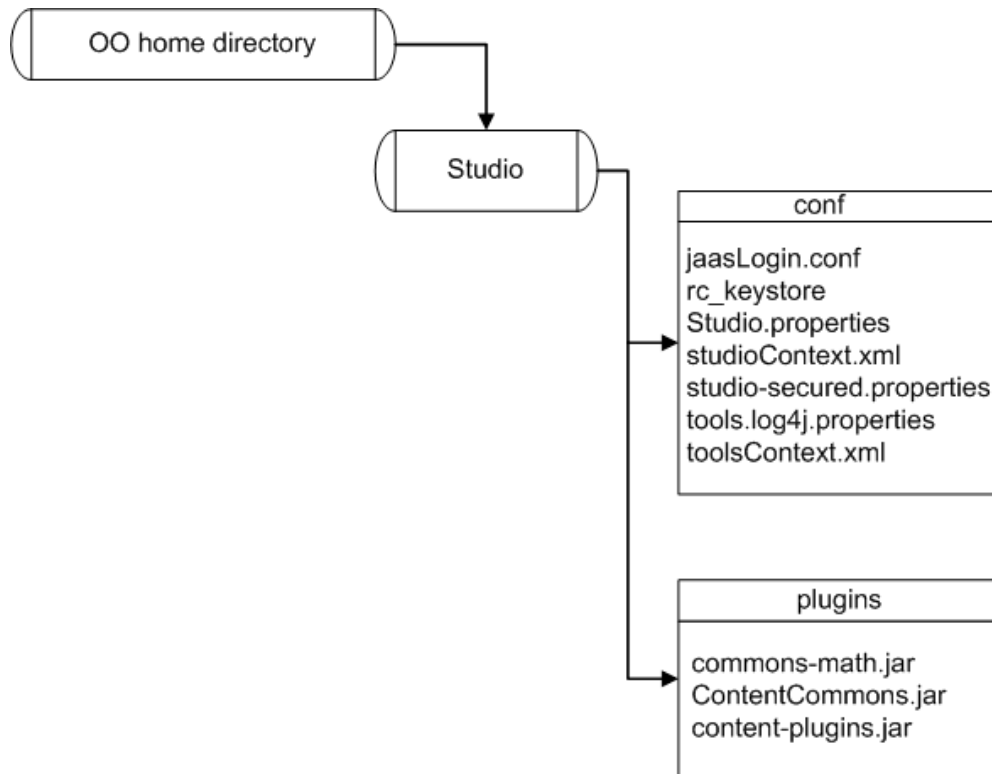 OO home directory
Studio
conf
jaasLogin.conf
rc_keystore
Studio.properties
studioContext.xml
studio-secured.properties
tools.log4j.properties
toolsContext.xml
plugins
commons-math.jar
ContentCommons.jar
content-plugins.jar